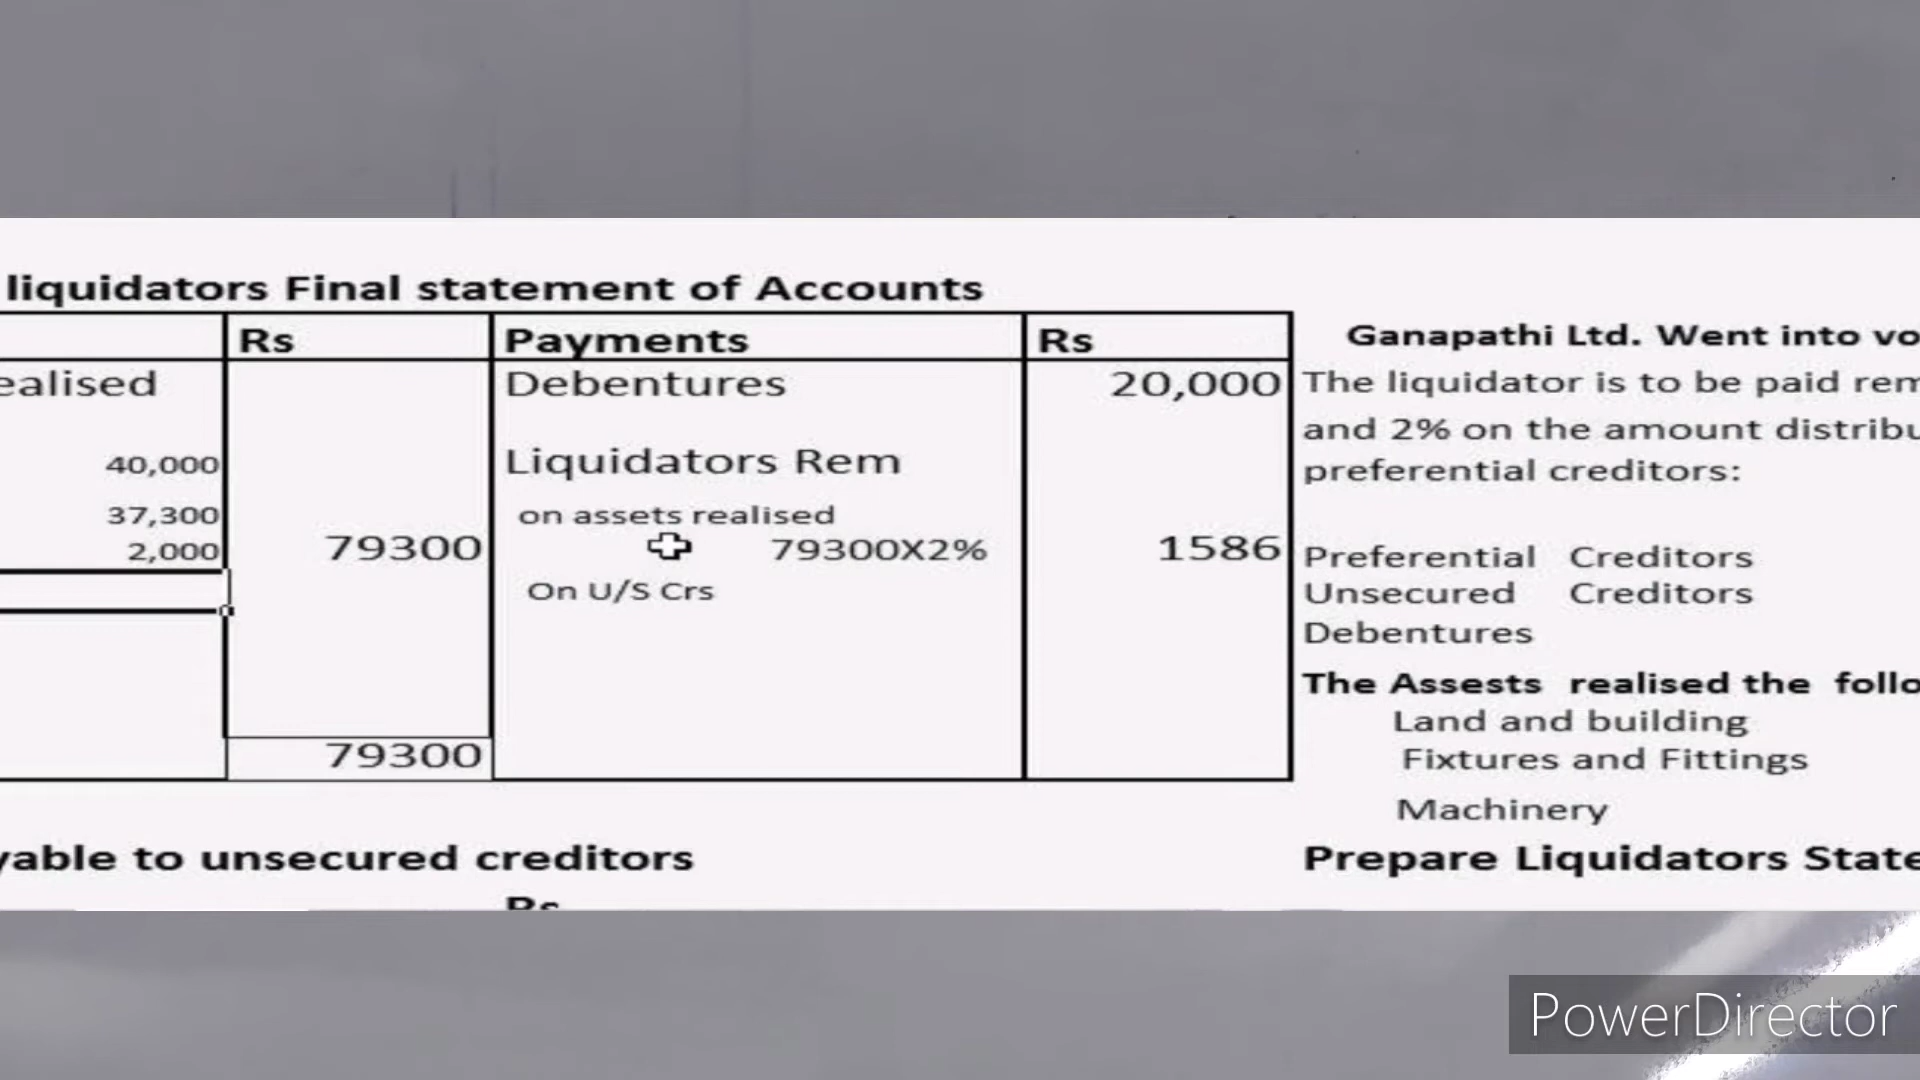 liquidators Final statement of Accounts
Rs Payments Rs
ealised Debentures 20,000
40,000 Liquidators Rem
37,300 on assets realised
2,000 79300 79300X2% 1586
On U/S Crs
79300
yable to unsecured creditors
Rs
Ganapathi Ltd. Went into vo
The liquidator is to be paid rem
and 2% on the amount distribu
preferential creditors:
Preferential Creditors
Unsecured Creditors
Debentures
The Assests realised the follo
Land and building
Fixtures and Fittings
Machinery
Prepare Liquidators State
PowerDirector